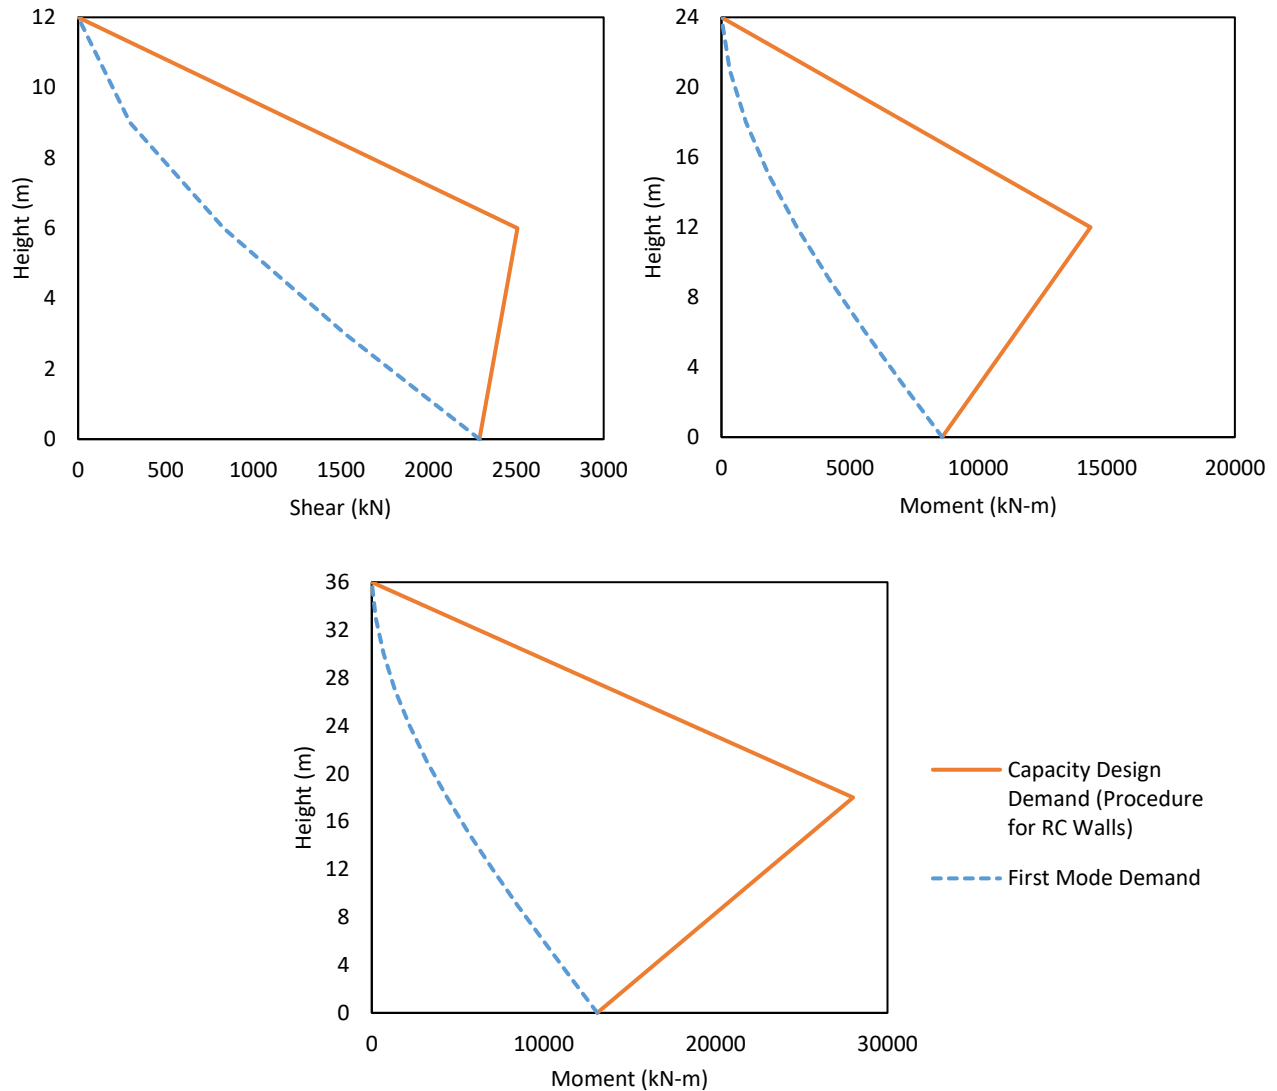 12
10
8
6
4
2
0
Height (m)
0 500 1000 1500 2000 2500 3000
Shear (kN)
24
20
16
12
8
4
0
Height (m)
0 5000 10000 15000 20000
Moment (kN-m)
36
32
28
24
20
16
12
8
4
0
Height (m)
0 10000 20000 30000
Moment (kN-m)
Capacity Design
Demand (Procedure
for RC Walls)
First Mode Demand